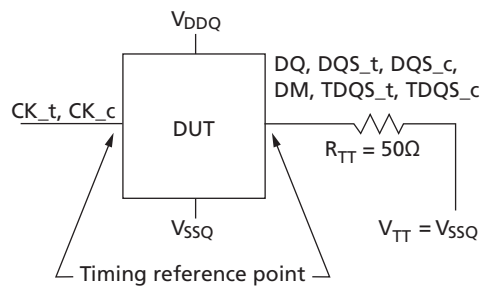 V_DDQ
DQ, DQS_t, DQS_c,
DM, TDQS_t, TDQS_c
CK_t, CK_c
DUT
R_TT = 50Ω
V_SSQ
V_TT = V_SSQ
Timing reference point